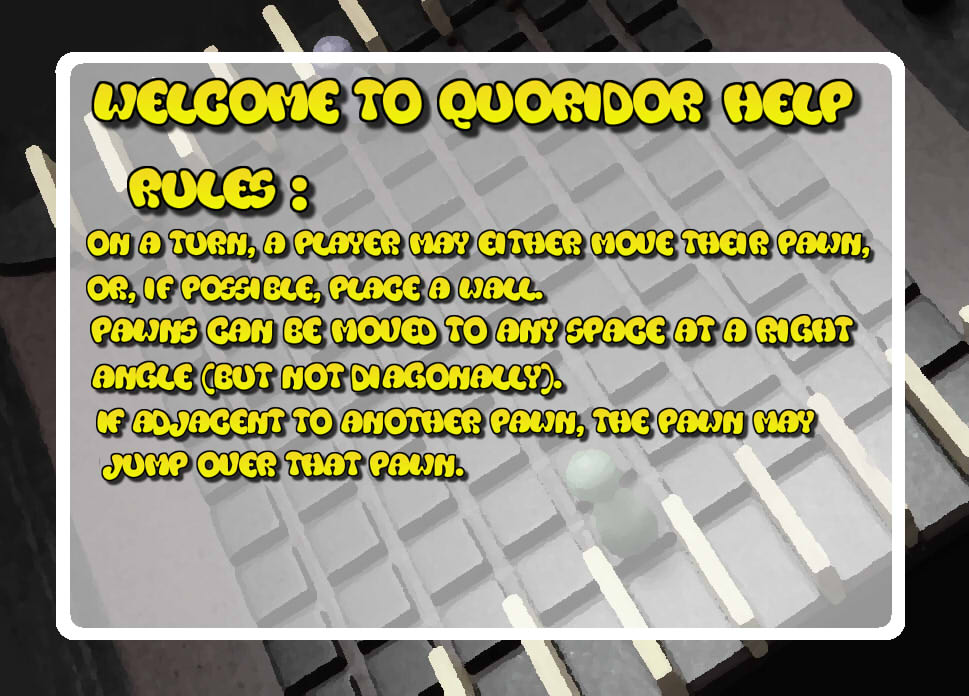 WELCOME TO QUORIDOR HELP
RULES :
ON A TURN, A PLAYER MAY EITHER MOVE THEIR PAWN,
OR, IF POSSIBLE, PLACE A WALL.
PAWNS CAN BE MOVED TO ANY SPACE AT A RIGHT
ANGLE (BUT NOT DIAGONALLY).
IF ADJACENT TO ANOTHER PAWN, THE PAWN MAY
JUMP OVER THAT PAWN.